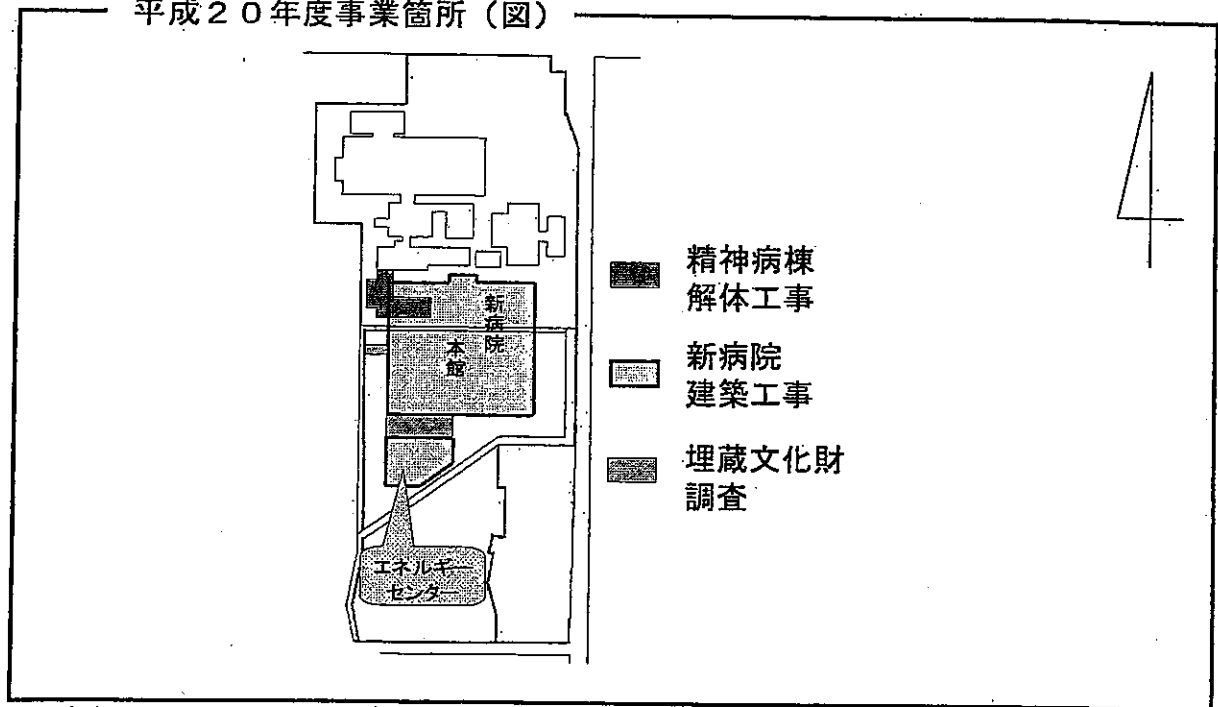 平成２０年度事業箇所（図）
新病院
本館
精神病棟
解体工事
新病院
建築工事
埋蔵文化財
調査
エネルギー
センター